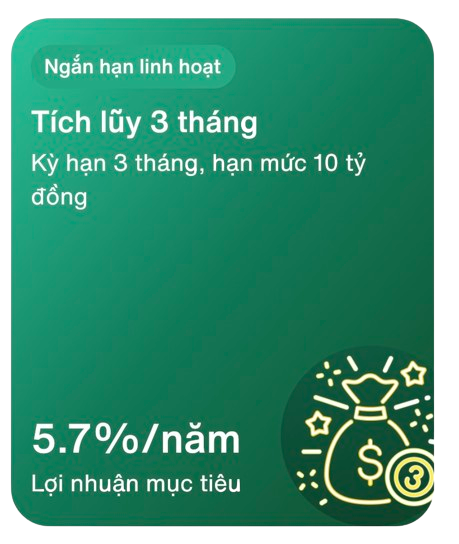 Ngắn hạn linh hoạt
Tích lũy 3 tháng
Kỳ hạn 3 tháng, hạn mức 10 tỷ
đồng
5.7%/năm
Lợi nhuận mục tiêu
$
3